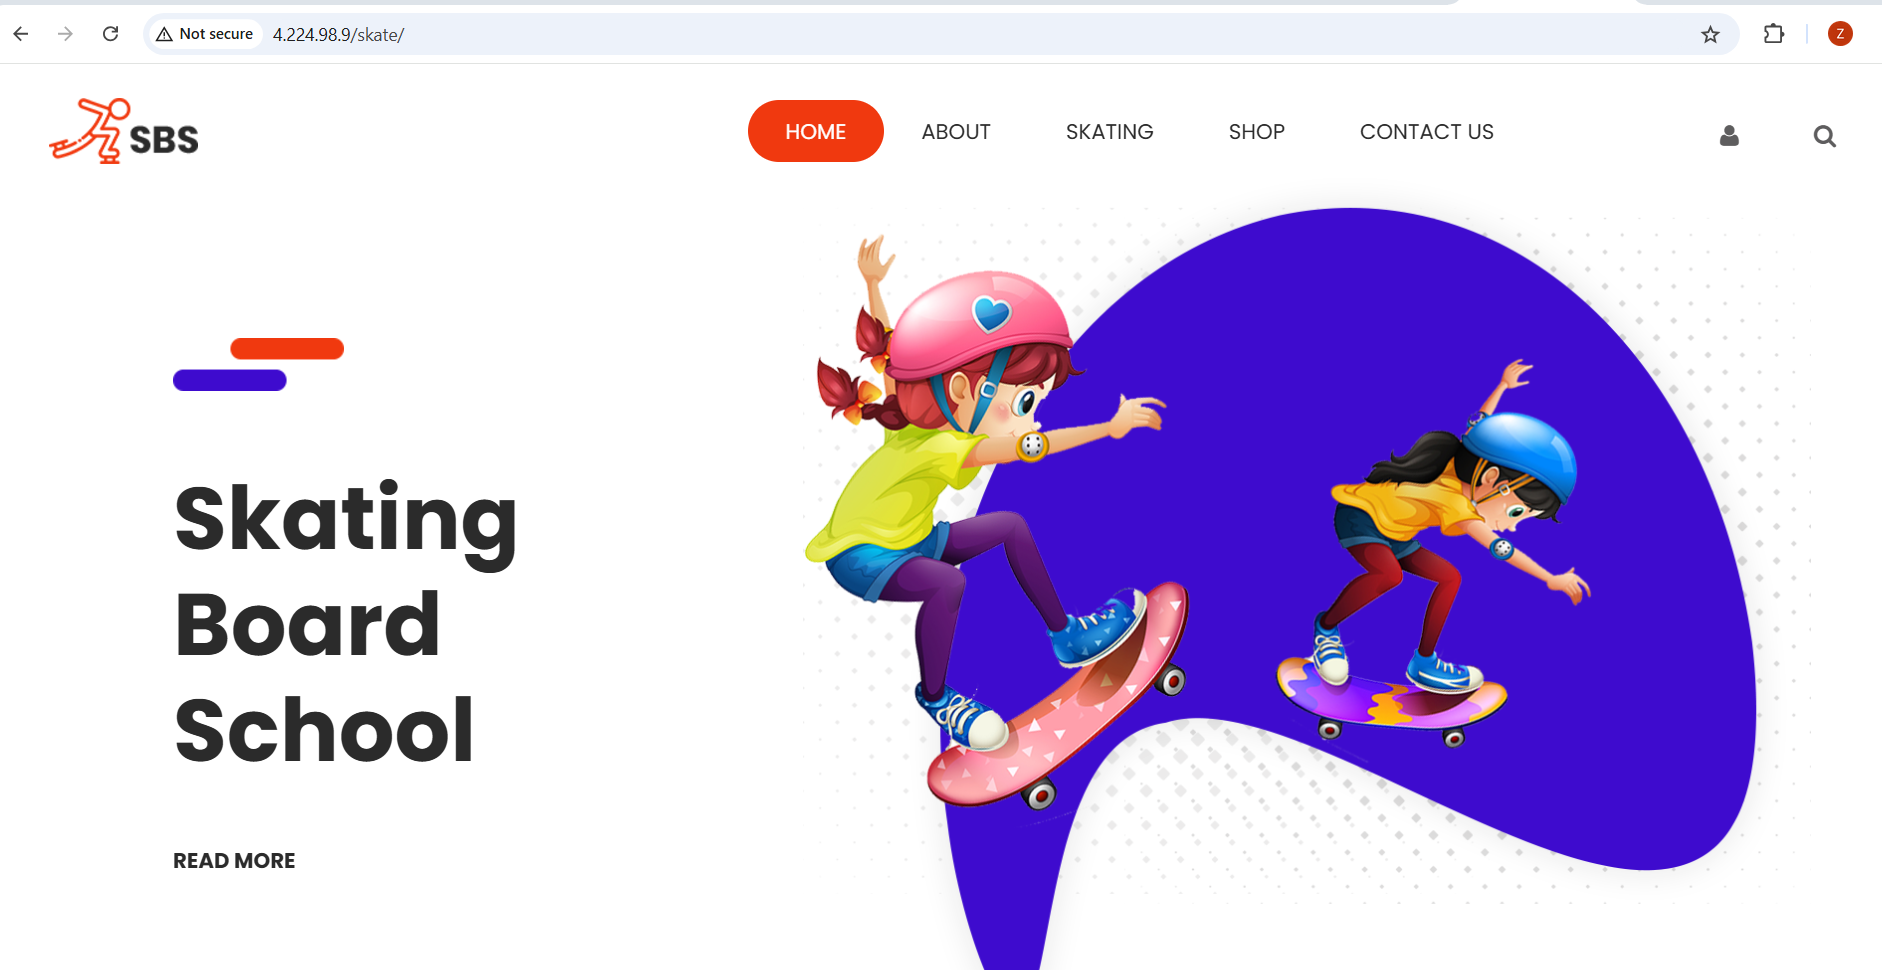 Not secure
4.224.98.9/skate/
Z
SBS
HOME
ABOUT
SKATING
SHOP
CONTACT US
Skating
Board
School
READ MORE